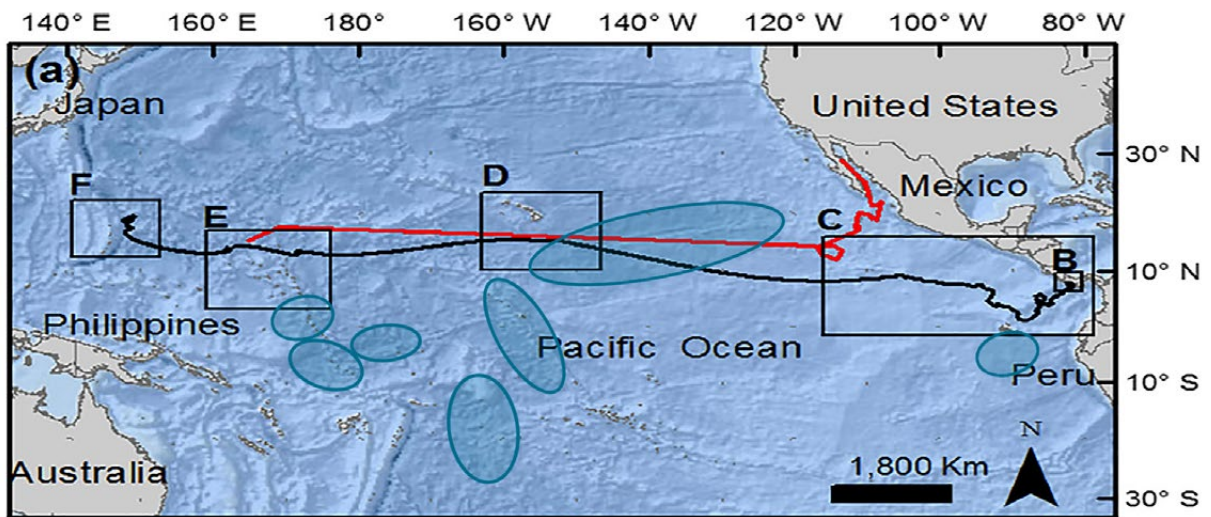 140° E 160° E 180° 160° W 140° W 120° W 100° W 80° W
(a)
Japan
United States
30° N
Mexico
F
D
E
C
B
10° N
Philippines
Pacific Ocean
Peru
10° S
N
Australia
1,800 Km
30° S